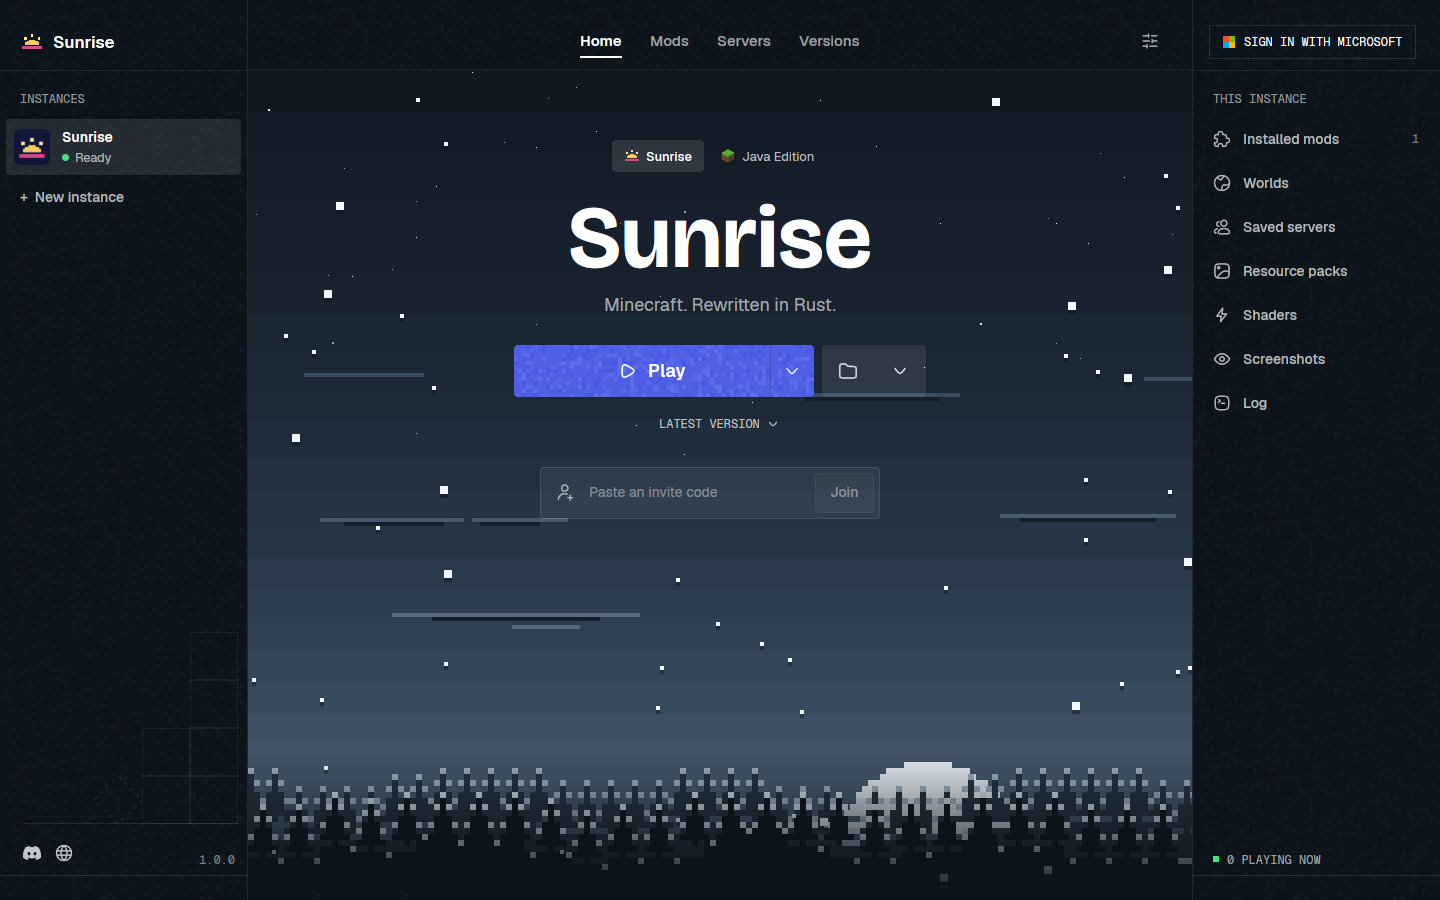 Sunrise
Home
Mods
Servers
Versions
SIGN IN WITH MICROSOFT
INSTANCES
Sunrise
Ready
+ New instance
Sunrise
Java Edition
Sunrise
Minecraft. Rewritten in Rust.
Play
LATEST VERSION
Paste an invite code
Join
THIS INSTANCE
Installed mods 1
Worlds
Saved servers
Resource packs
Shaders
Screenshots
Log
1.0.0
0 PLAYING NOW